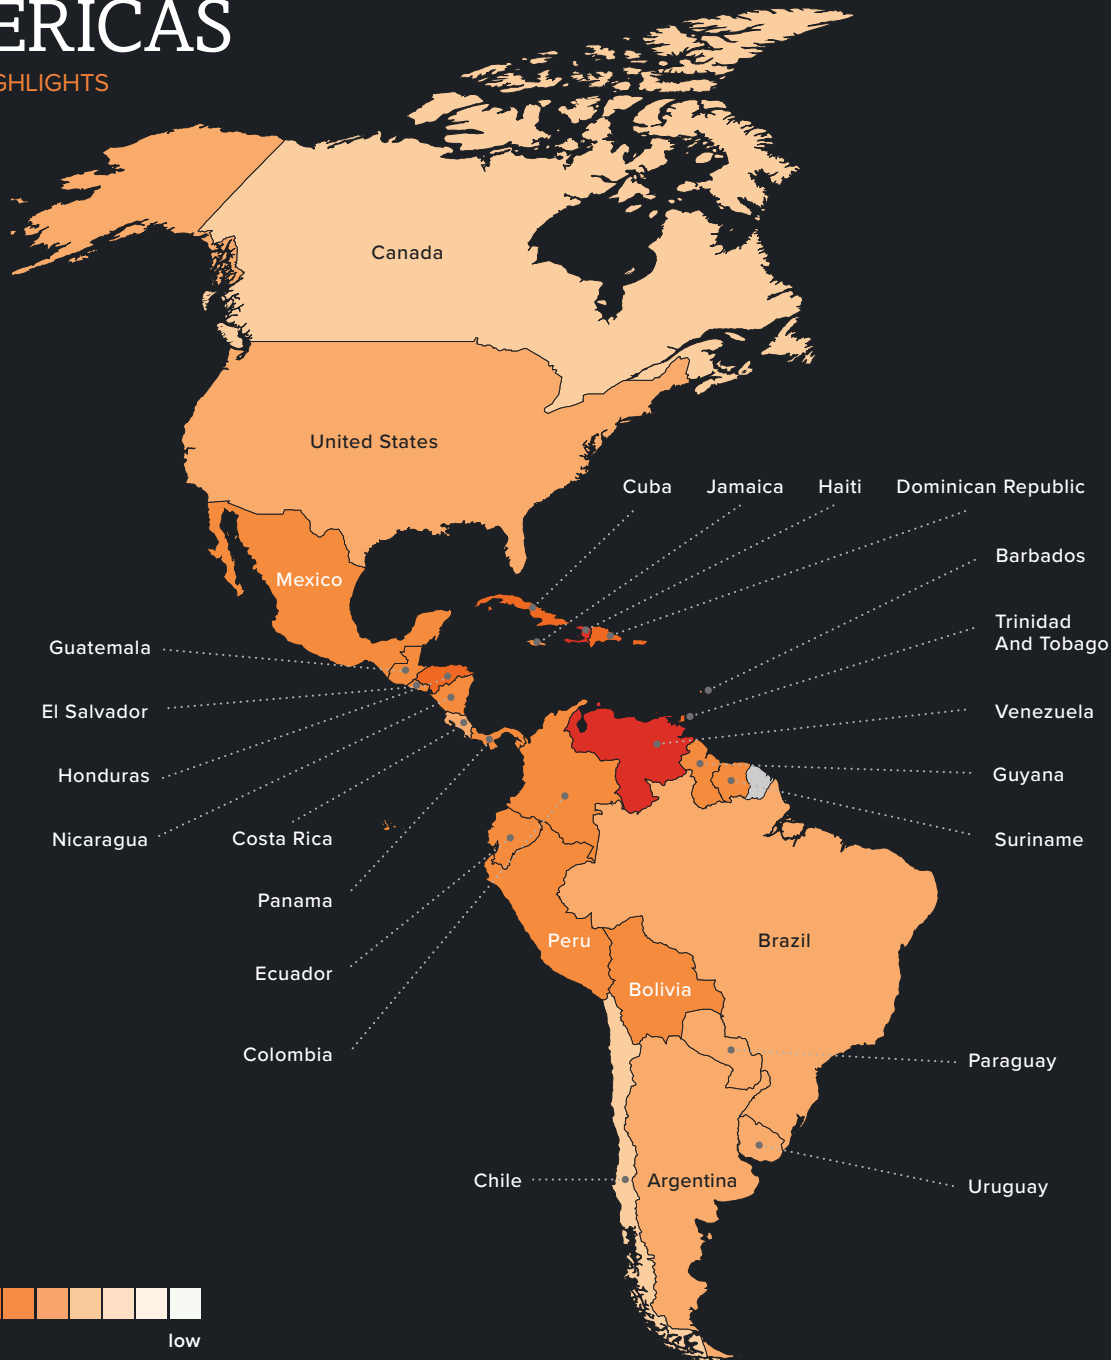 ERICAS
GHLIGHTS
Canada
United States
Cuba
Jamaica
Haiti
Dominican Republic
Barbados
Mexico
Trinidad
And Tobago
Guatemala
El Salvador
Venezuela
Honduras
Guyana
Nicaragua
Costa Rica
Suriname
Panama
Peru
Brazil
Ecuador
Bolivia
Colombia
Paraguay
Chile
Argentina
Uruguay
low